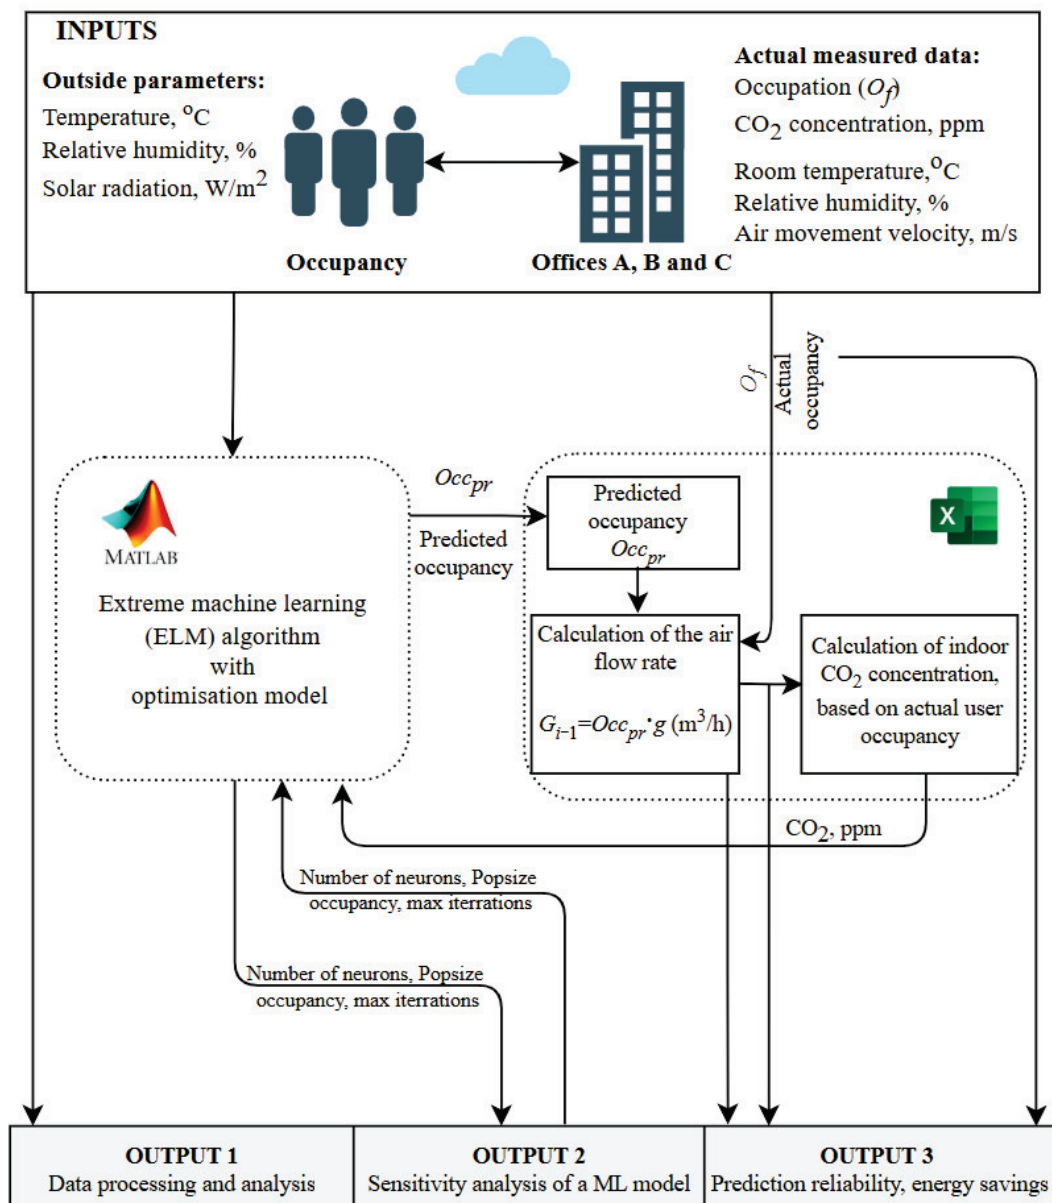 INPUTS
Outside parameters:
Temperature, °C
Relative humidity, %
Solar radiation, W/m²
Occupancy
Offices A, B and C
Actual measured data:
Occupation (Of)
CO2 concentration, ppm
Room temperature,°C
Relative humidity, %
Air movement velocity, m/s
Of
Actual
occupancy
MATLAB
Extreme machine learning
(ELM) algorithm
with
optimisation model
Occpr
Predicted
occupancy
Predicted
occupancy
Occpr
X
Calculation of the air
flow rate
Gi−1=Occpr·g (m³/h)
Calculation of indoor
CO2 concentration,
based on actual user
occupancy
CO2, ppm
Number of neurons, Popsize
occupancy, max iterrations
Number of neurons, Popsize
occupancy, max iterrations
OUTPUT 1
Data processing and analysis
OUTPUT 2
Sensitivity analysis of a ML model
OUTPUT 3
Prediction reliability, energy savings